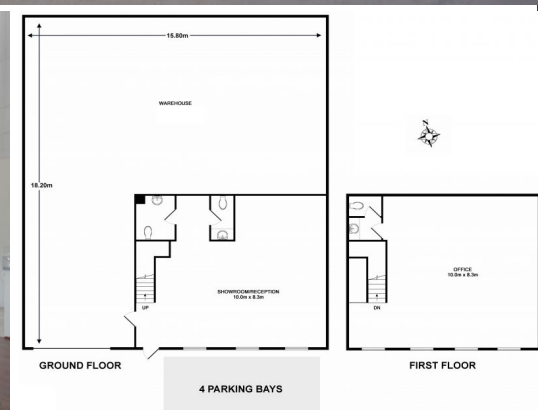 15.80m
WAREHOUSE
N
18.20m
SHOWROOM/RECEPTION
10.0m x 8.3m
UP
OFFICE
10.0m x 8.3m
DN
GROUND FLOOR
FIRST FLOOR
4 PARKING BAYS